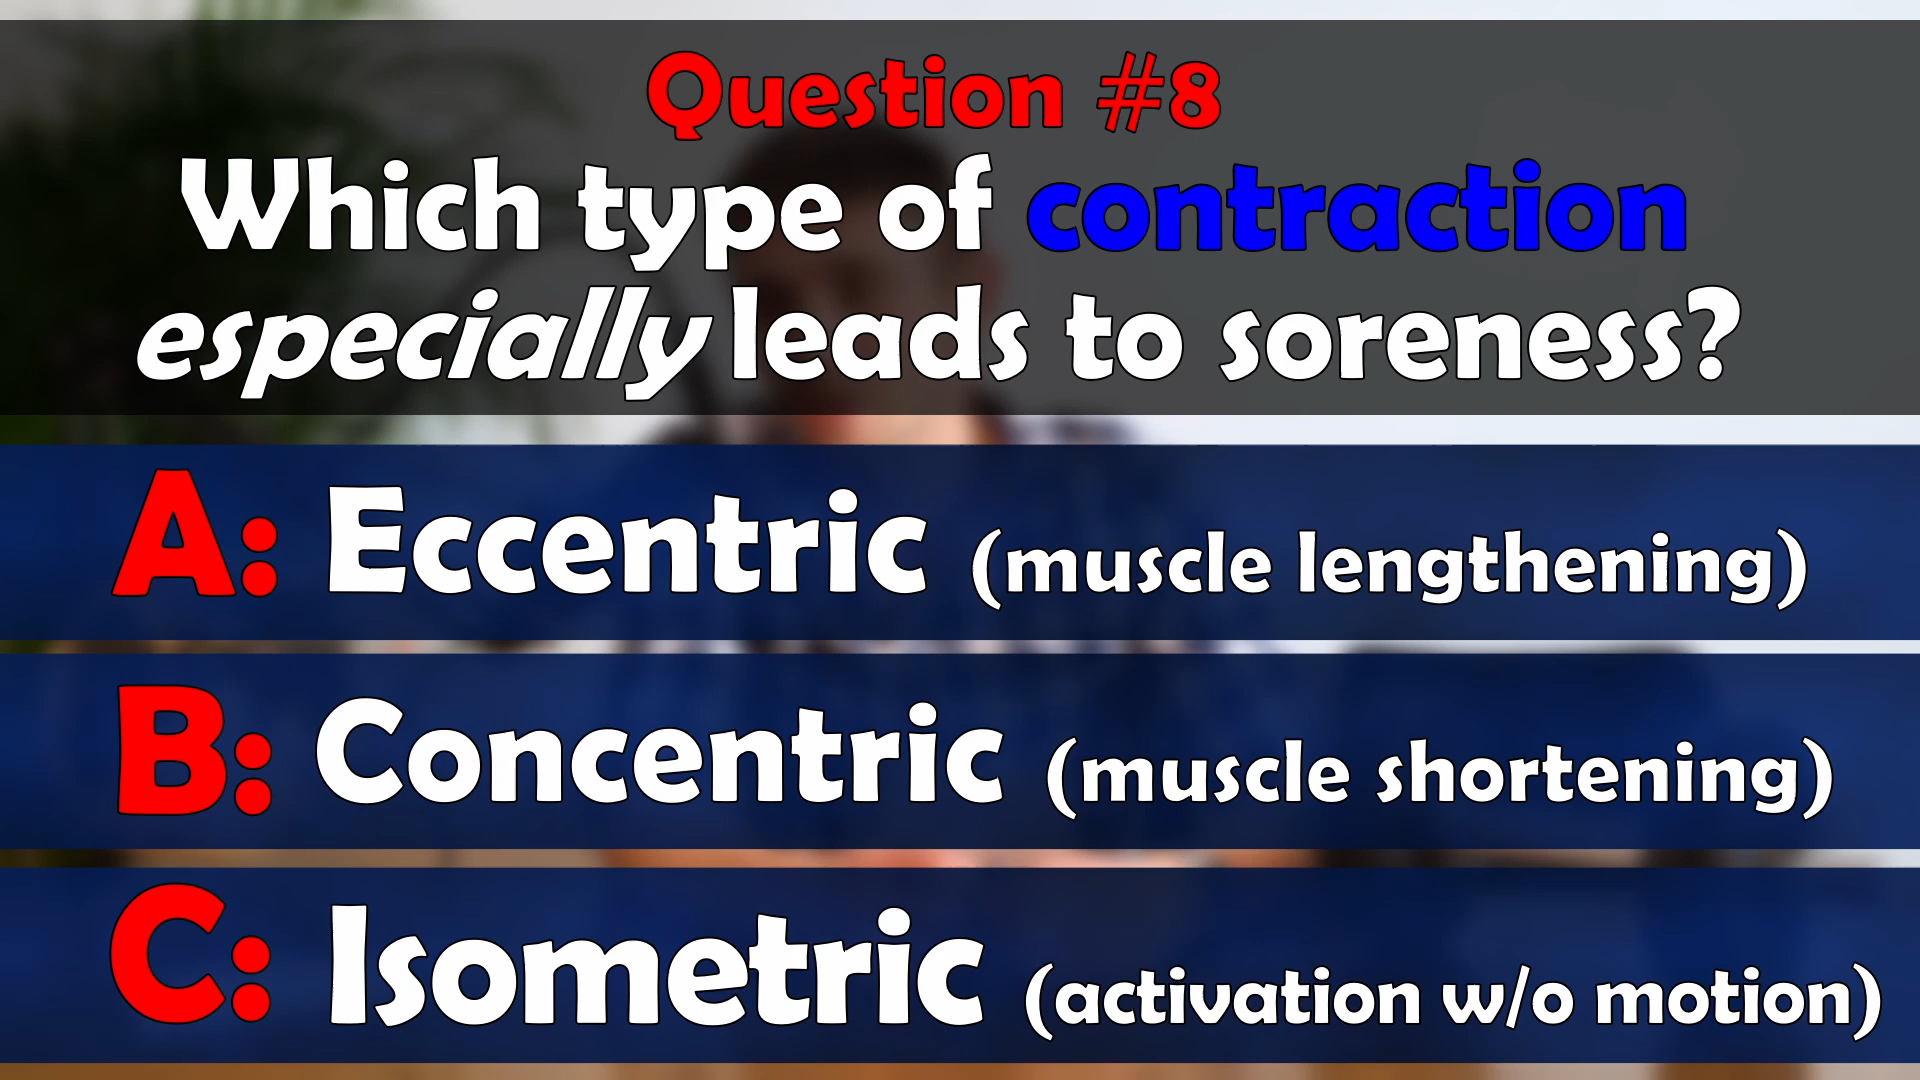 Question #8
Which type of contraction
especially leads to soreness?
A: Eccentric (muscle lengthening)
B: Concentric (muscle shortening)
C: Isometric (activation w/o motion)